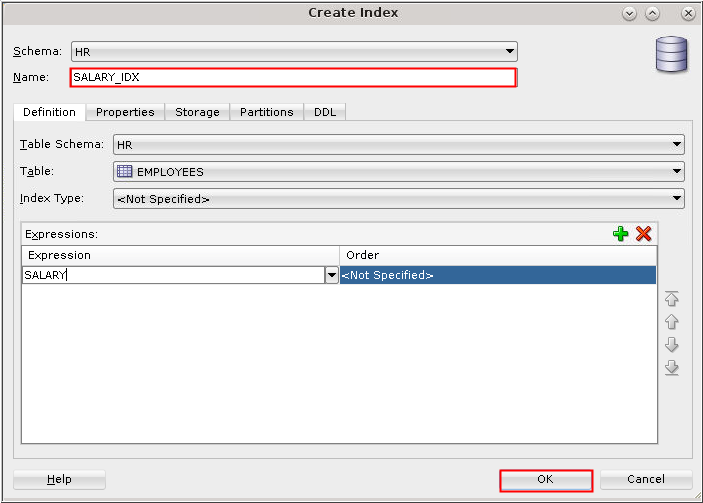 Create Index
Schema: HR
Name: SALARY_IDX
Definition Properties Storage Partitions DDL
Table Schema: HR
Table: EMPLOYEES
Index Type: <Not Specified>
Expressions:
Expression Order
SALARY <Not Specified>
Help OK Cancel